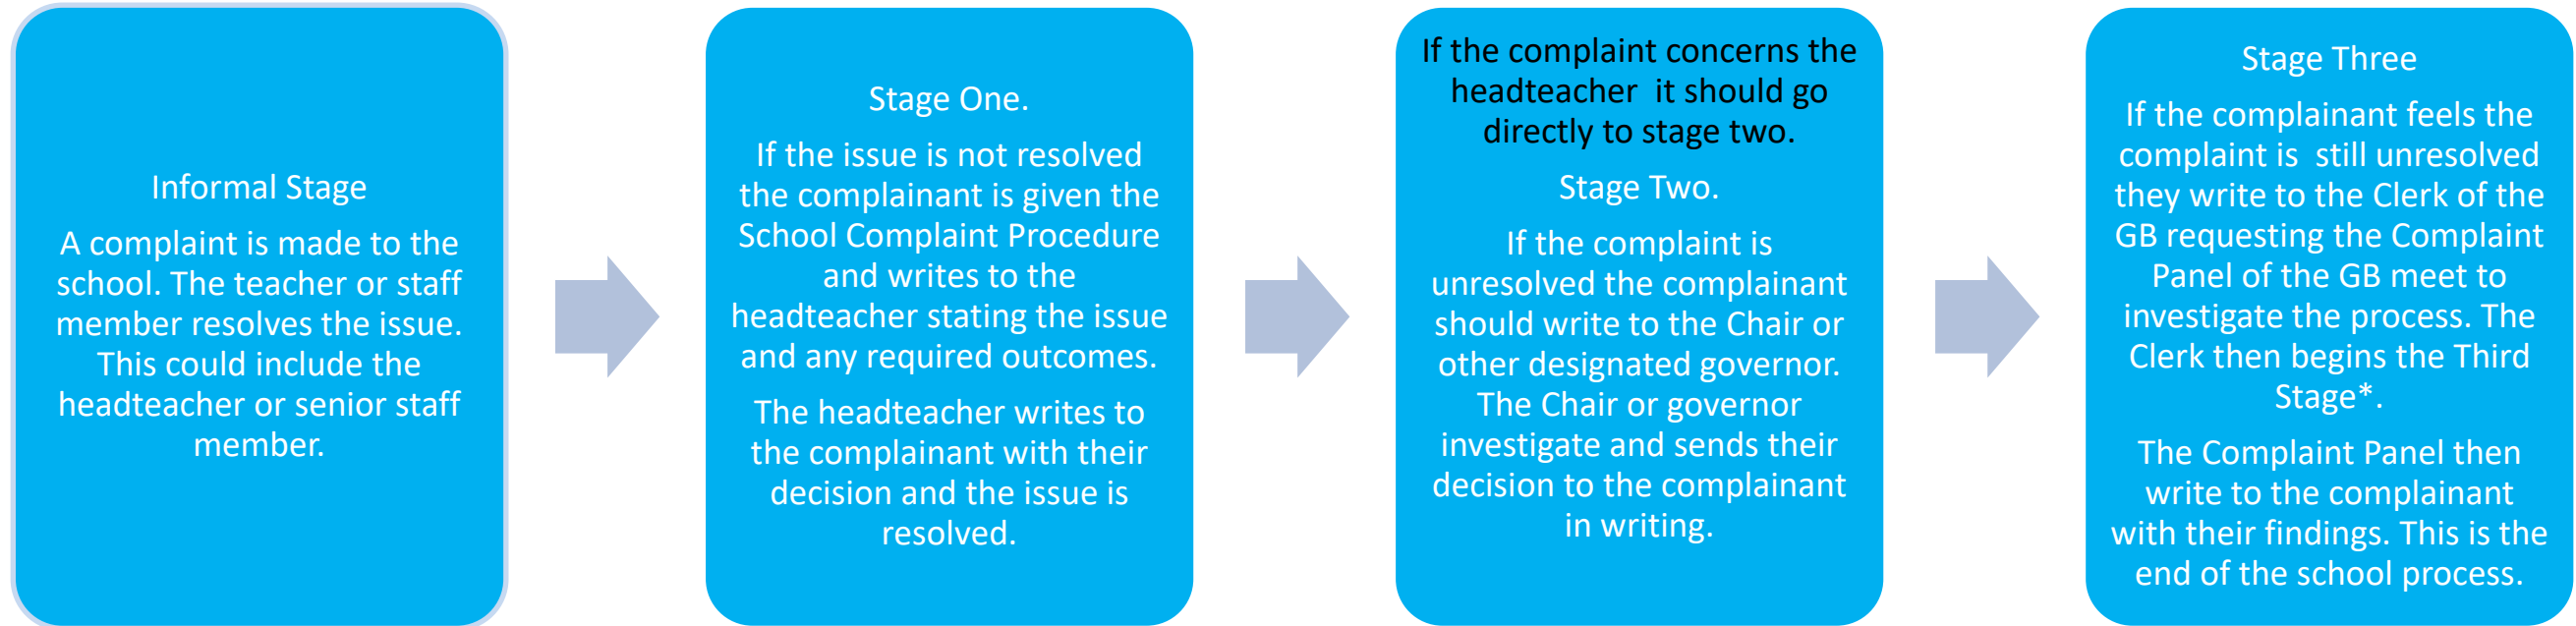 Informal Stage
A complaint is made to the
school. The teacher or staff
member resolves the issue.
This could include the
headteacher or senior staff
member.
Stage One.
If the issue is not resolved
the complainant is given the
School Complaint Procedure
and writes to the
headteacher stating the issue
and any required outcomes.
The headteacher writes to
the complainant with their
decision and the issue is
resolved.
If the complaint concerns the
headteacher it should go
directly to stage two.
Stage Two.
If the complaint is
unresolved the complainant
should write to the Chair or
other designated governor.
The Chair or governor
investigate and sends their
decision to the complainant
in writing.
Stage Three
If the complainant feels the
complaint is still unresolved
they write to the Clerk of the
GB requesting the Complaint
Panel of the GB meet to
investigate the process. The
Clerk then begins the Third
Stage*.
The Complaint Panel then
write to the complainant
with their findings. This is the
end of the school process.